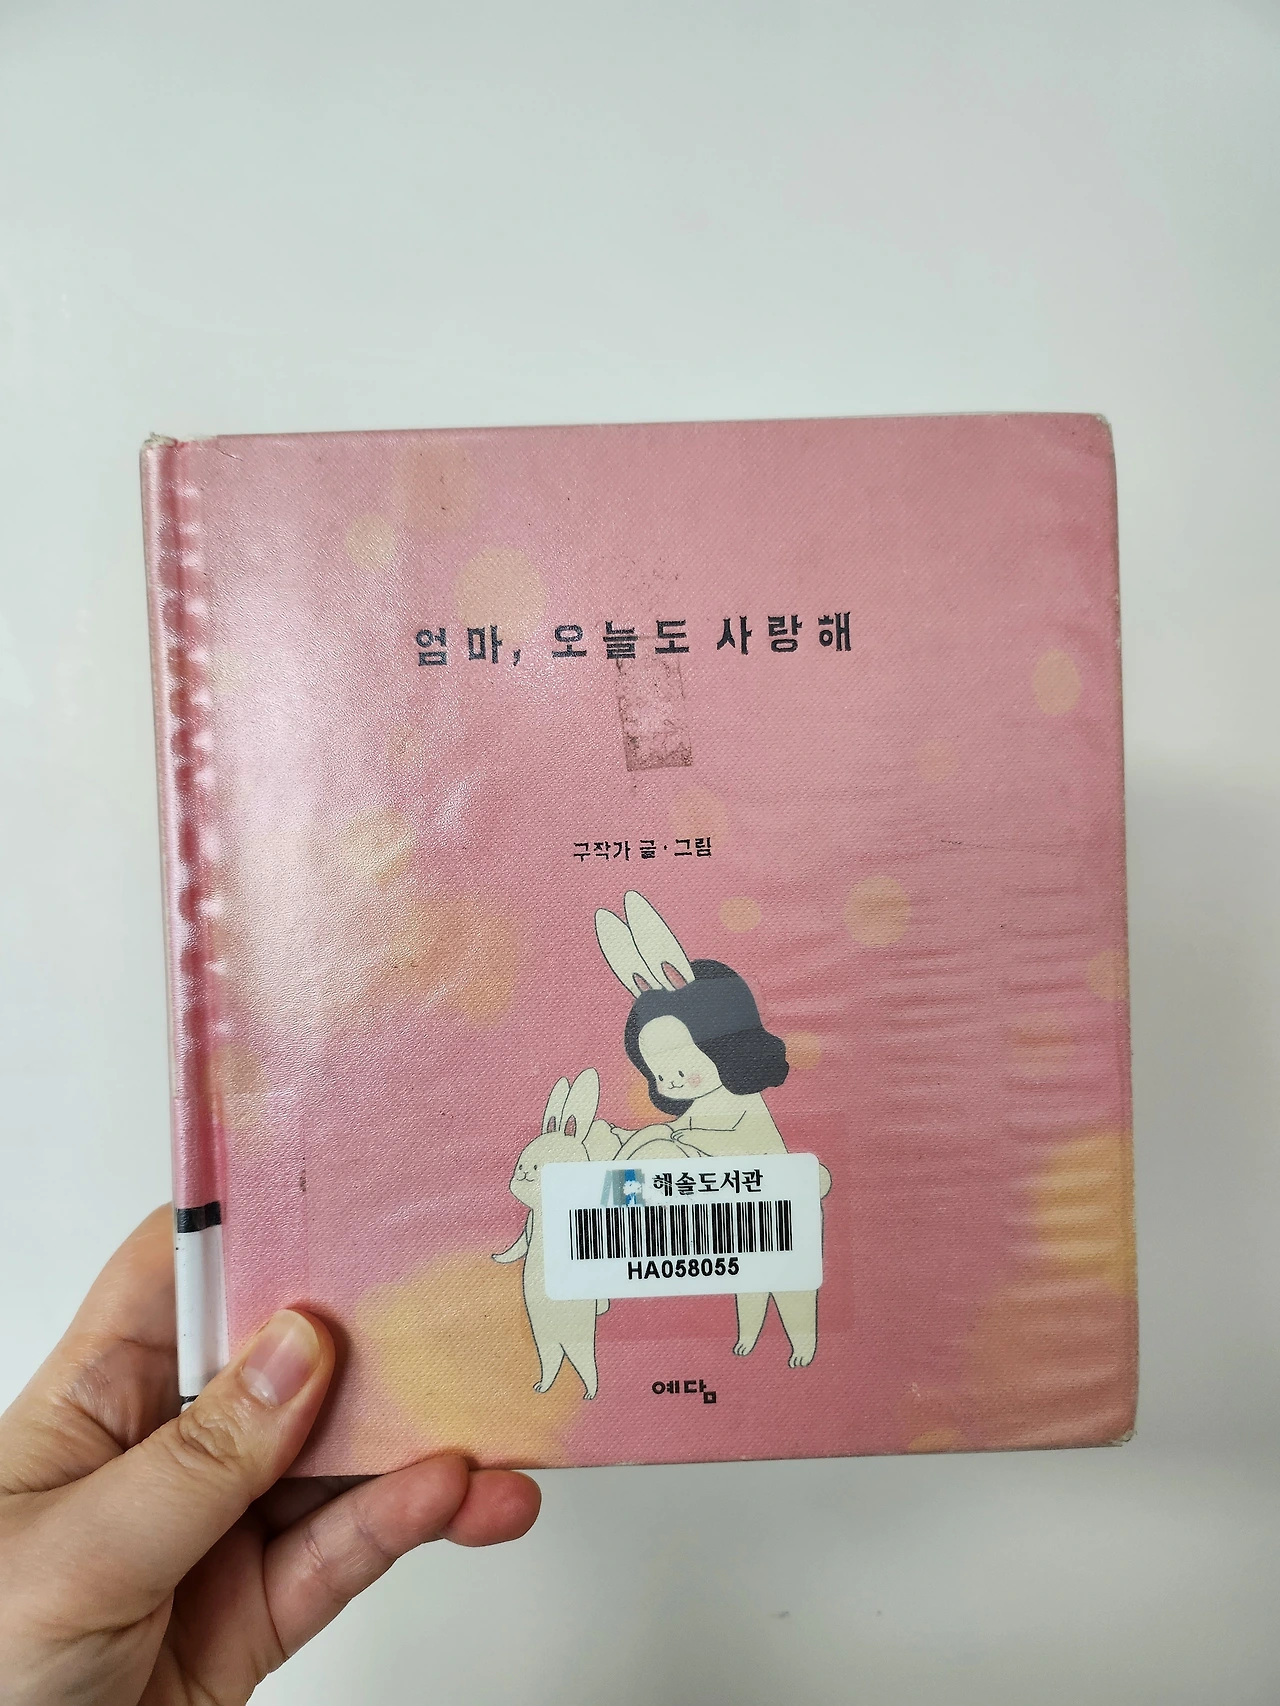 엄마, 오늘도 사랑해
구작가 글·그림
해솔도서관
HA058055
예담